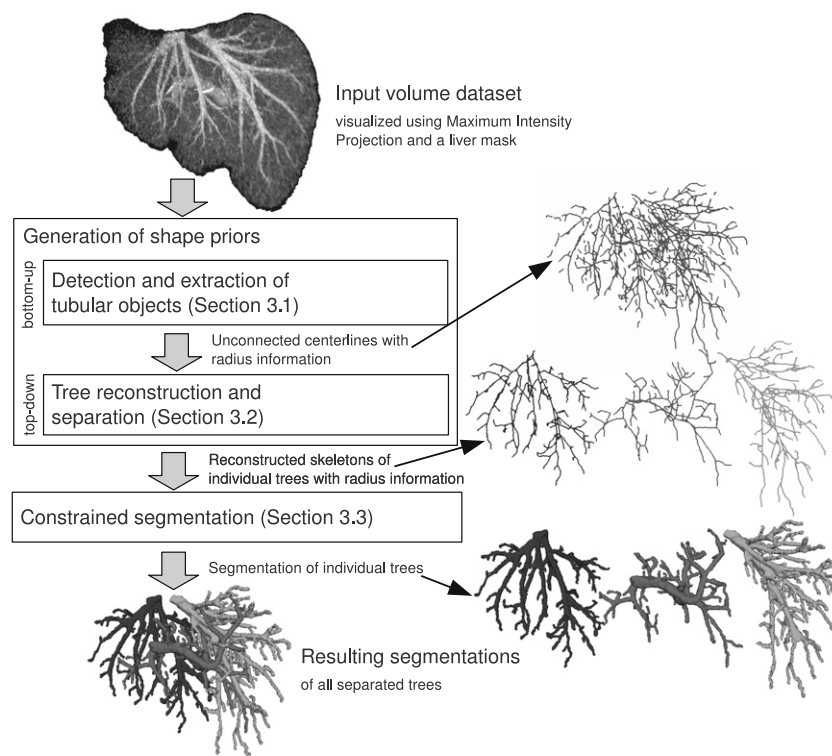 Input volume dataset
visualized using Maximum Intensity
Projection and a liver mask
Generation of shape priors
bottom-up
Detection and extraction of
tubular objects (Section 3.1)
Unconnected centerlines with
radius information
top-down
Tree reconstruction and
separation (Section 3.2)
Reconstructed skeletons of
individual trees with radius information
Constrained segmentation (Section 3.3)
Segmentation of individual trees
Resulting segmentations
of all separated trees